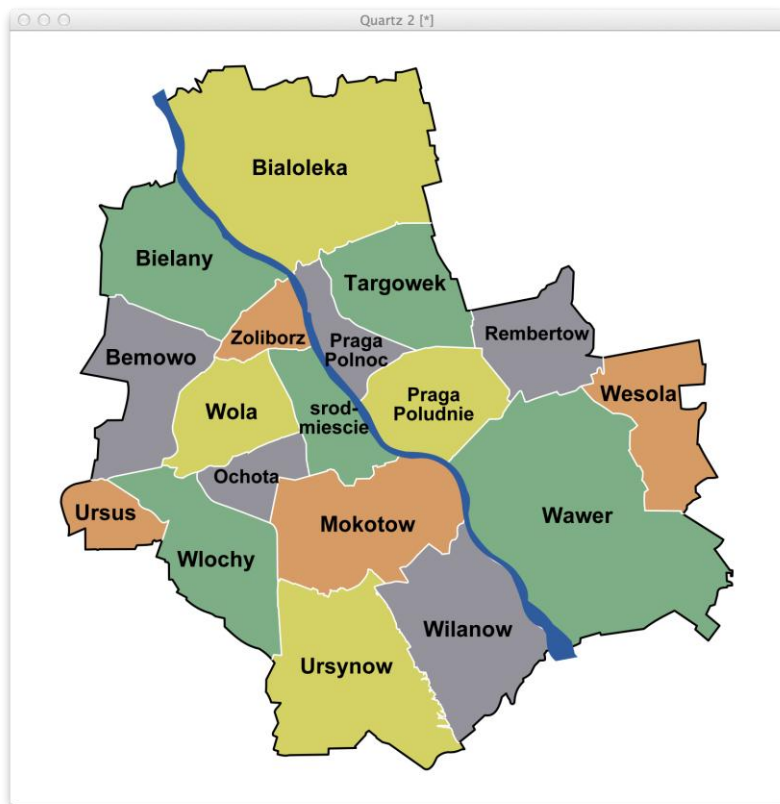 Quartz 2 [*]
Bialoleka
Bielany
Targowek
Zoliborz
Praga
Polnoc
Rembertow
Bemowo
Wola
srod-
miescie
Praga
Poludnie
Wesola
Ochota
Ursus
Mokotow
Wawer
Wlochy
Wilanow
Ursynow